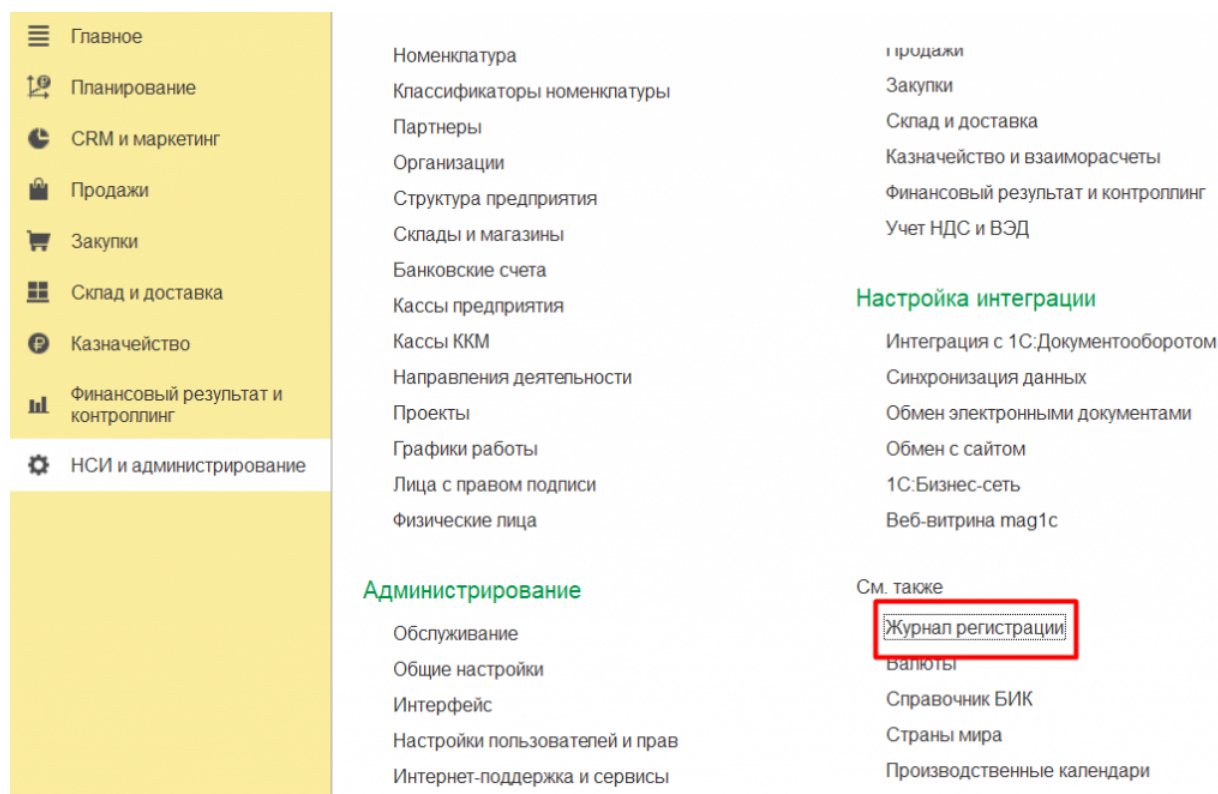 Главное
Планирование
CRM и маркетинг
Продажи
Закупки
Склад и доставка
Казначейство
Финансовый результат и
контроллинг
НСИ и администрирование
Номенклатура
Классификаторы номенклатуры
Партнеры
Организации
Структура предприятия
Склады и магазины
Банковские счета
Кассы предприятия
Кассы ККМ
Направления деятельности
Проекты
Графики работы
Лица с правом подписи
Физические лица
Администрирование
Обслуживание
Общие настройки
Интерфейс
Настройки пользователей и прав
Интернет-поддержка и сервисы
Продажи
Закупки
Склад и доставка
Казначейство и взаиморасчеты
Финансовый результат и контроллинг
Учет НДС и ВЭД
Настройка интеграции
Интеграция с 1С:Документооборотом
Синхронизация данных
Обмен электронными документами
Обмен с сайтом
1С:Бизнес-сеть
Веб-витрина mag1c
См. также
Журнал регистрации
Валюты
Справочник БИК
Страны мира
Производственные календари